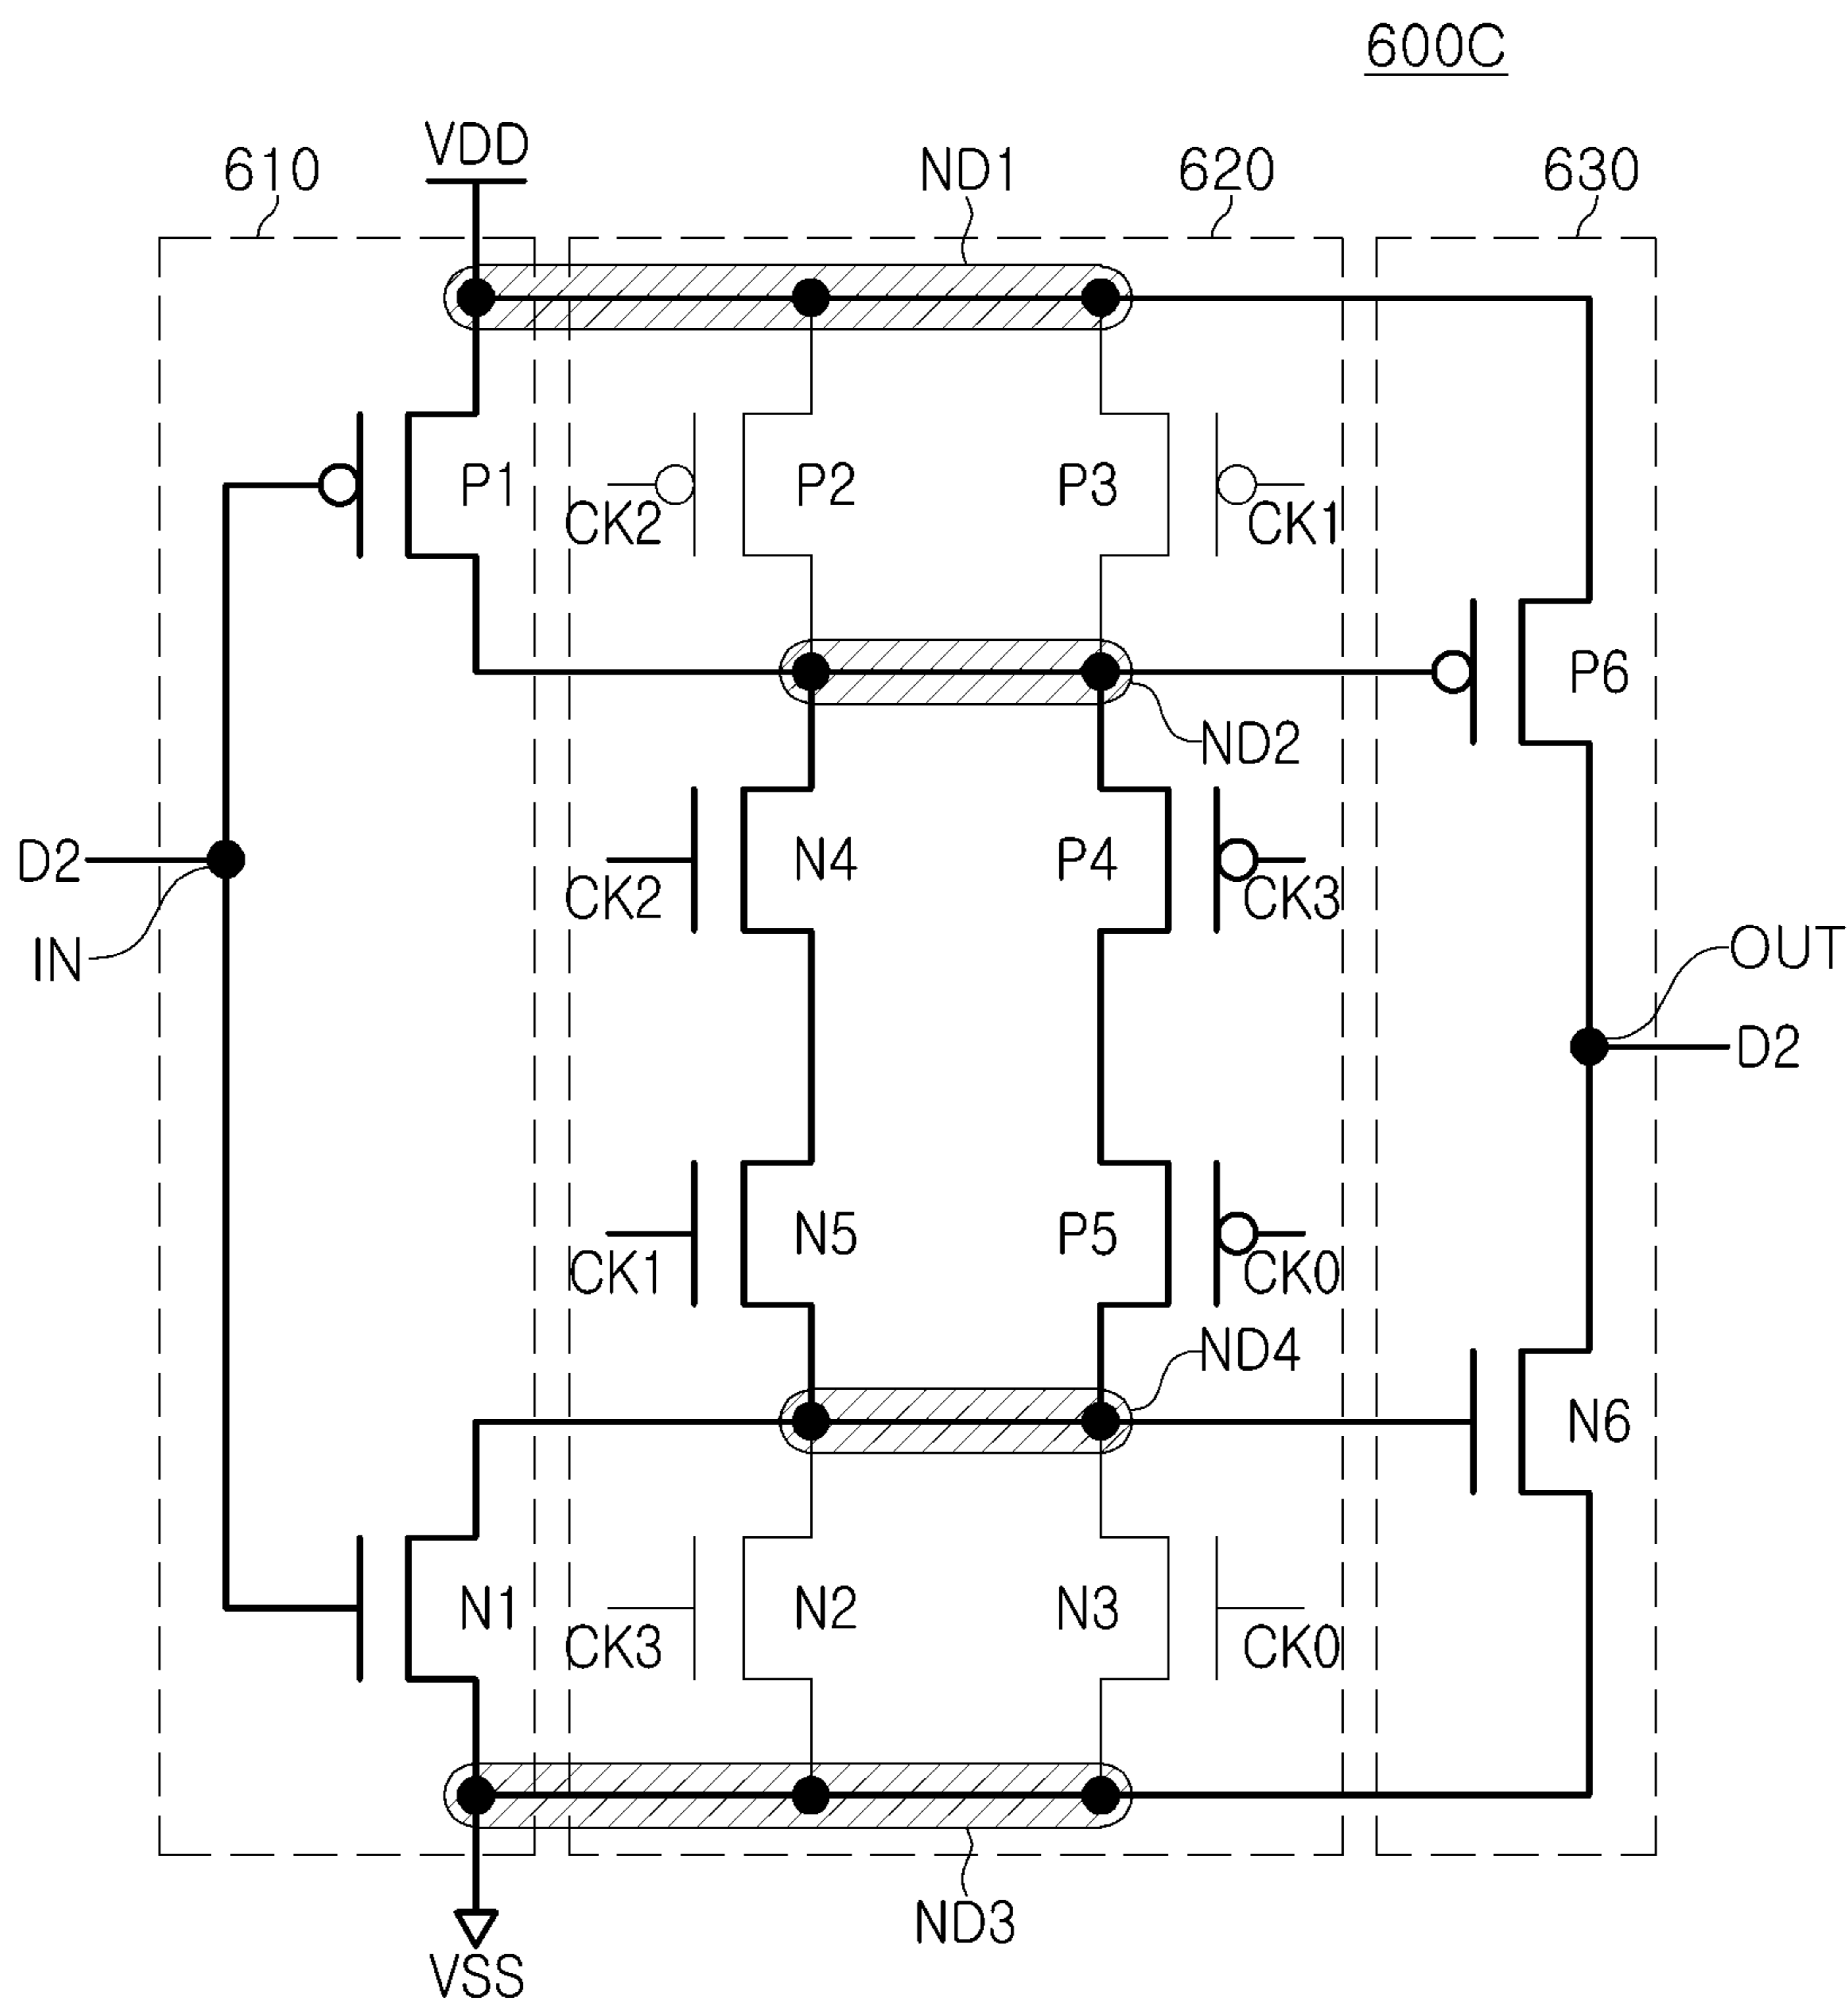 600C
VDD
610
ND1
620
630
P1
P2
P3
CK2
CK1
P6
ND2
N4
P4
D2
CK2
CK3
IN
OUT
D2
N5
P5
CK1
CK0
ND4
N6
N1
N2
N3
CK3
CK0
ND3
VSS